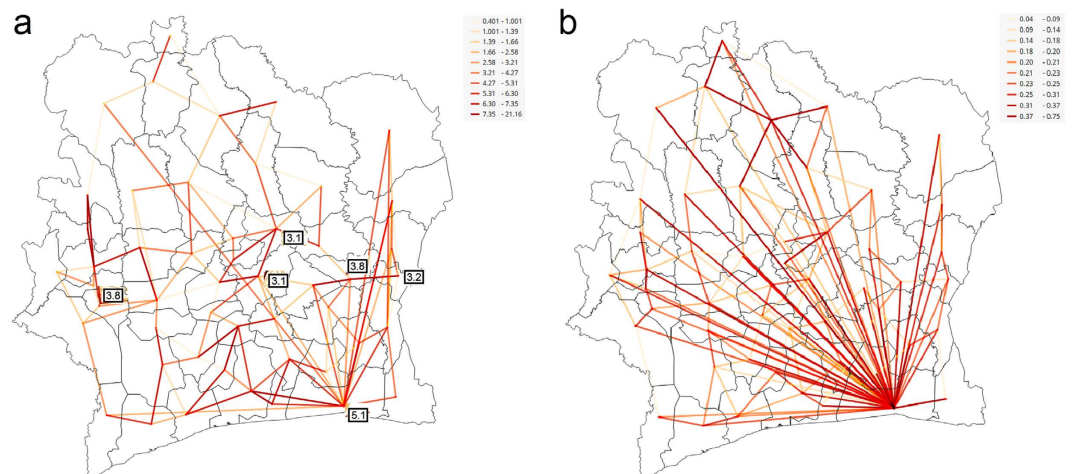 a
0.401 - 1.001
1.001 - 1.39
1.39 - 1.66
1.66 - 2.58
2.58 - 3.21
3.21 - 4.27
4.27 - 5.31
5.31 - 6.30
6.30 - 7.35
7.35 - 21.16
3.1
3.8
3.1
3.2
3.8
5.1
b
0.04 - 0.09
0.09 - 0.14
0.14 - 0.18
0.18 - 0.20
0.20 - 0.21
0.21 - 0.23
0.23 - 0.25
0.25 - 0.31
0.31 - 0.37
0.37 - 0.75